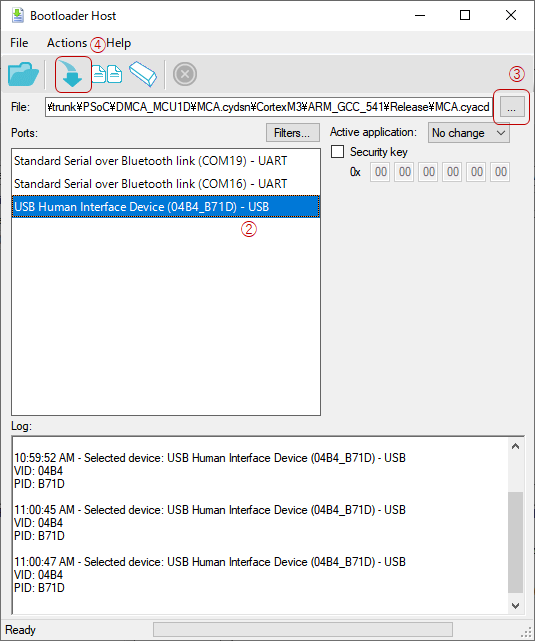 Bootloader Host
File Actions ④ Help
③
File: ¥trunk¥PSoC¥DMCA_MCU1D¥MCA.cydsn¥CortexM3¥ARM_GCC_541¥Release¥MCA.cyacd ...
Ports: Filters... Active application: No change
Security key
0x 00 00 00 00 00 00
Standard Serial over Bluetooth link (COM19) - UART
Standard Serial over Bluetooth link (COM16) - UART
USB Human Interface Device (04B4_B71D) - USB
②
Log:
10:59:52 AM - Selected device: USB Human Interface Device (04B4_B71D) - USB
VID: 04B4
PID: B71D
11:00:45 AM - Selected device: USB Human Interface Device (04B4_B71D) - USB
VID: 04B4
PID: B71D
11:00:47 AM - Selected device: USB Human Interface Device (04B4_B71D) - USB
VID: 04B4
PID: B71D
Ready